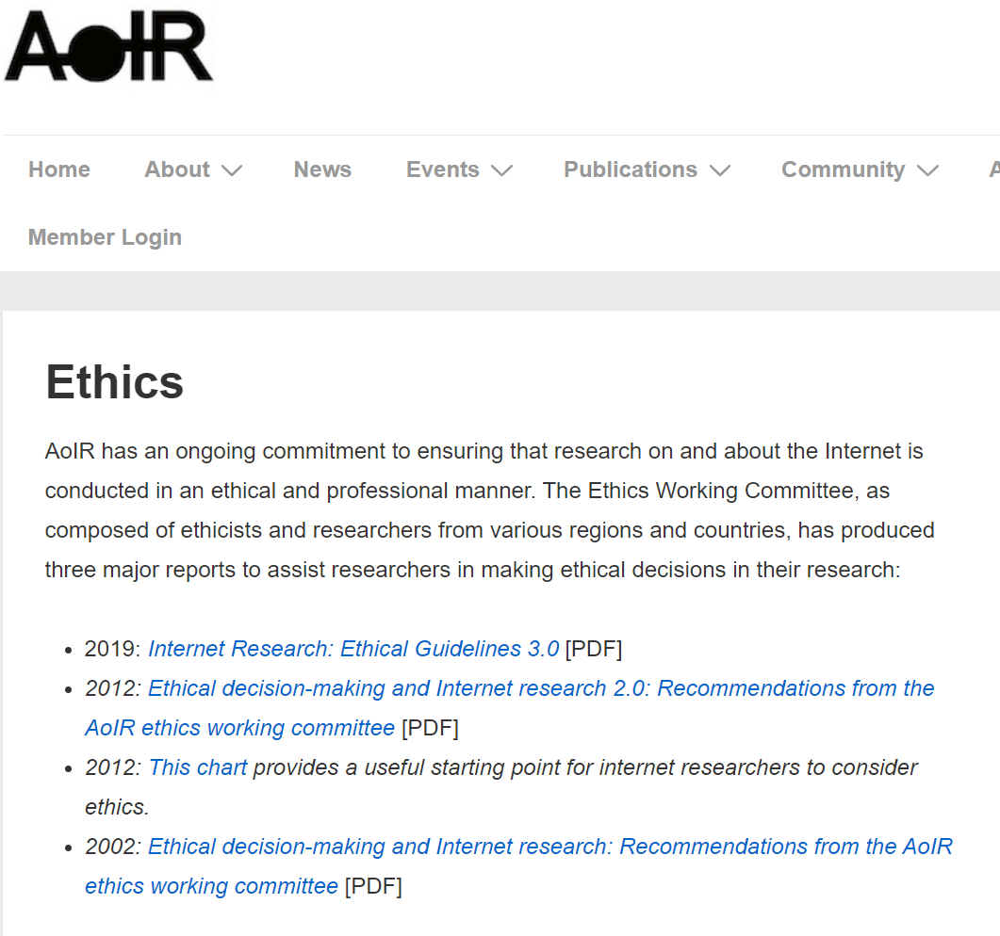 AoIR
Home About News Events Publications Community A
Member Login
Ethics
AoIR has an ongoing commitment to ensuring that research on and about the Internet is
conducted in an ethical and professional manner. The Ethics Working Committee, as
composed of ethicists and researchers from various regions and countries, has produced
three major reports to assist researchers in making ethical decisions in their research:
• 2019: Internet Research: Ethical Guidelines 3.0 [PDF]
• 2012: Ethical decision-making and Internet research 2.0: Recommendations from the
AoIR ethics working committee [PDF]
• 2012: This chart provides a useful starting point for internet researchers to consider
ethics.
• 2002: Ethical decision-making and Internet research: Recommendations from the AoIR
ethics working committee [PDF]